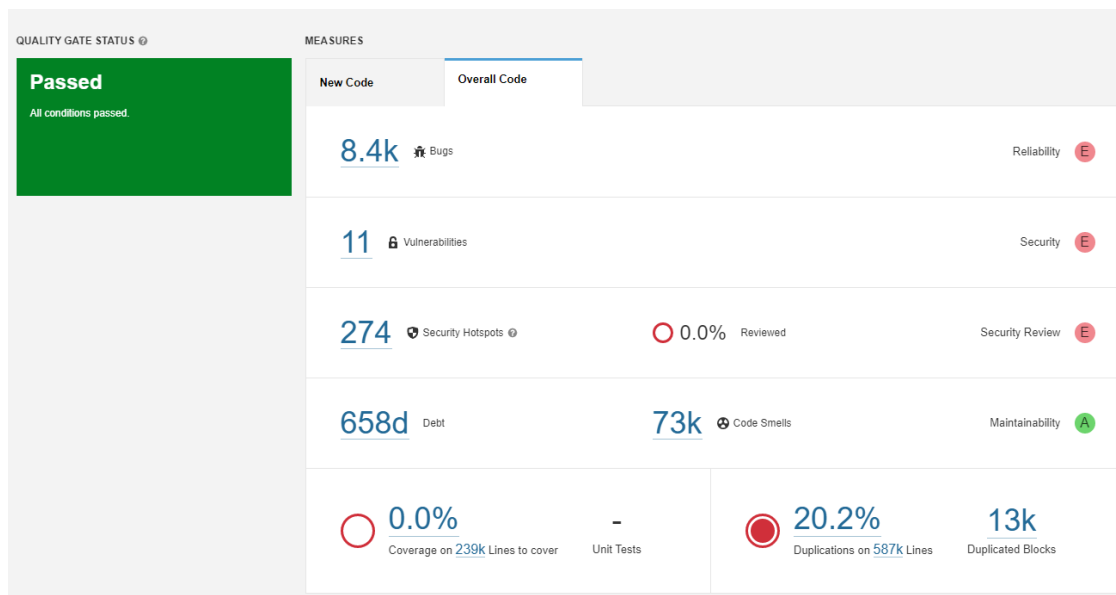 QUALITY GATE STATUS
MEASURES
Passed
All conditions passed.
New Code
Overall Code
8.4k Bugs
Reliability E
11 Vulnerabilities
Security E
274 Security Hotspots
0.0% Reviewed
Security Review E
658d Debt
73k Code Smells
Maintainability A
0.0%
Coverage on 239k Lines to cover
-
Unit Tests
20.2%
Duplications on 587k Lines
13k
Duplicated Blocks